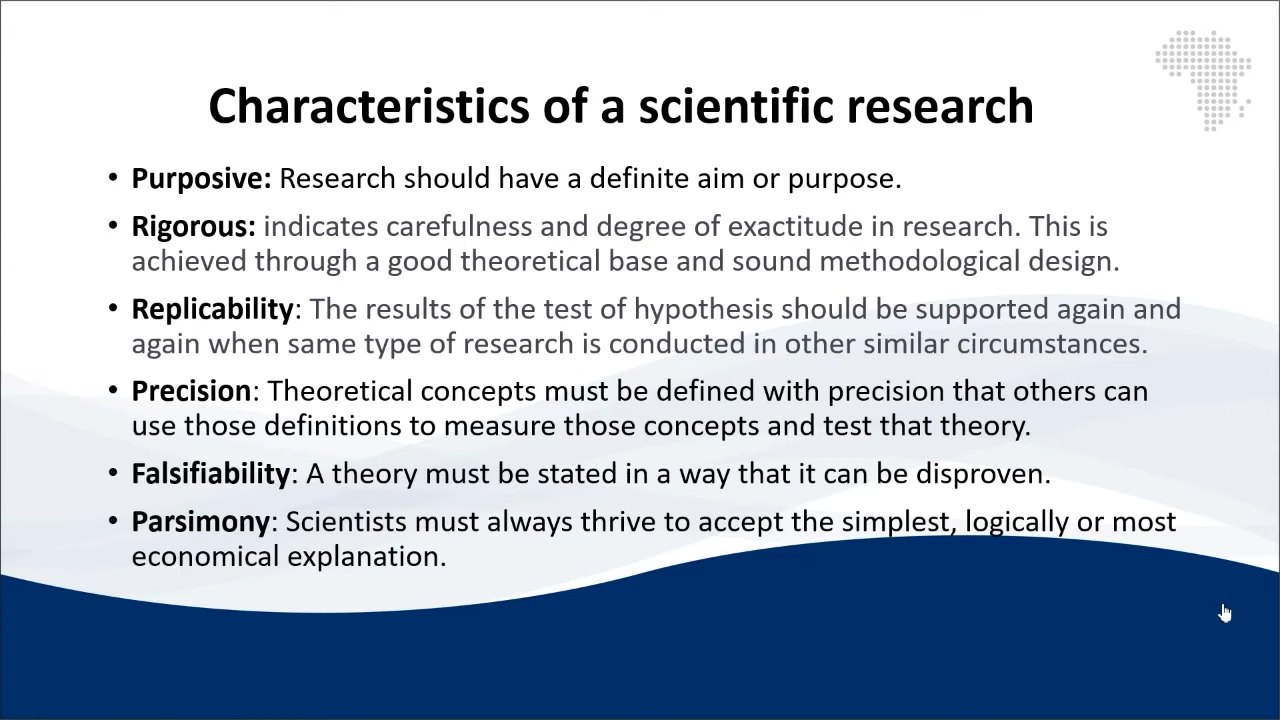 Characteristics of a scientific research
• Purposive: Research should have a definite aim or purpose.
• Rigorous: indicates carefulness and degree of exactitude in research. This is
achieved through a good theoretical base and sound methodological design.
• Replicability: The results of the test of hypothesis should be supported again and
again when same type of research is conducted in other similar circumstances.
• Precision: Theoretical concepts must be defined with precision that others can
use those definitions to measure those concepts and test that theory.
• Falsifiability: A theory must be stated in a way that it can be disproven.
• Parsimony: Scientists must always thrive to accept the simplest, logically or most
economical explanation.